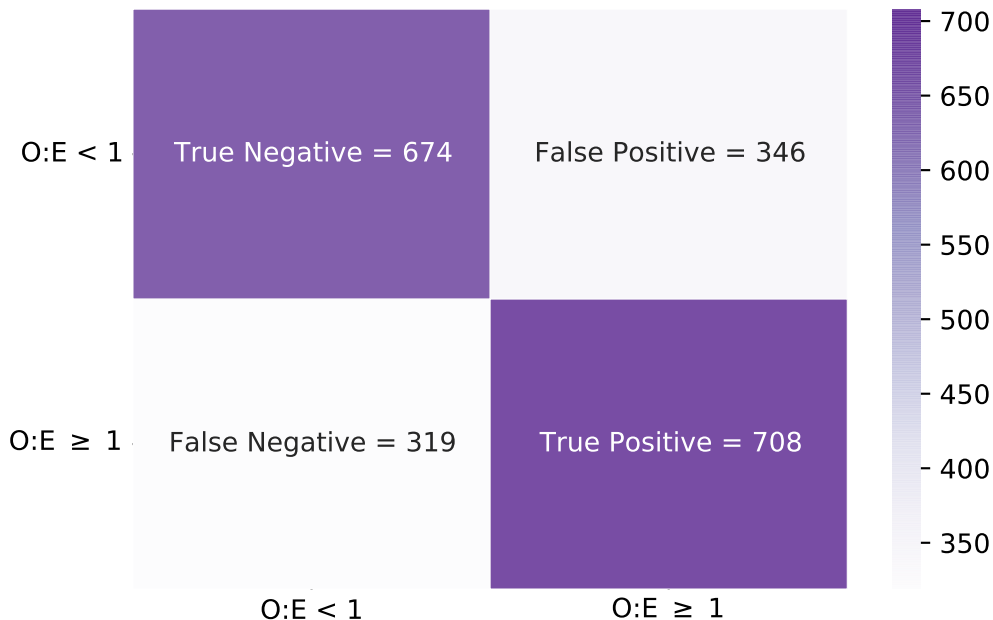 O:E < 1
True Negative = 674
False Positive = 346
O:E ≥ 1
False Negative = 319
True Positive = 708
O:E < 1
O:E ≥ 1
700
650
600
550
500
450
400
350